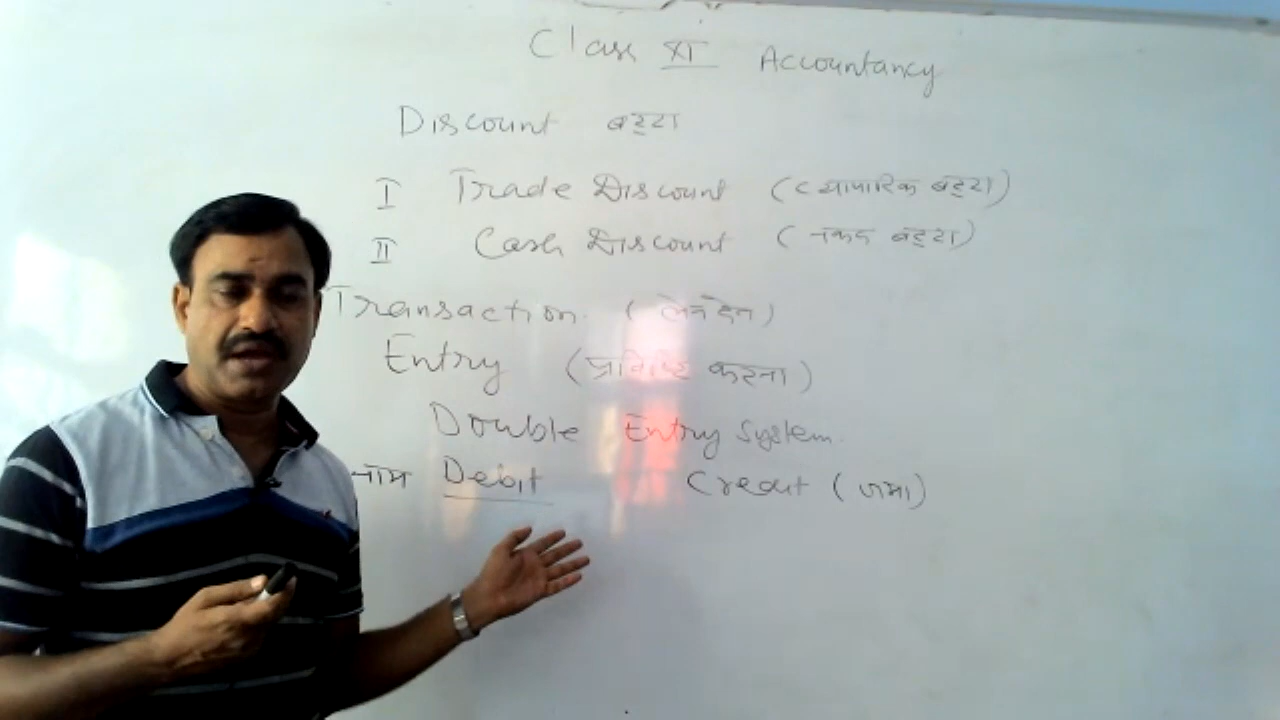 Class XI Accountancy
Discount बट्टा
I Trade Discount (व्यापारिक बट्टा)
II Cash Discount (नकद बट्टा)
Transaction. (लेनदेन)
Entry (प्रविष्टि करना)
Double Entry System.
नाम Debit Credit (जमा)